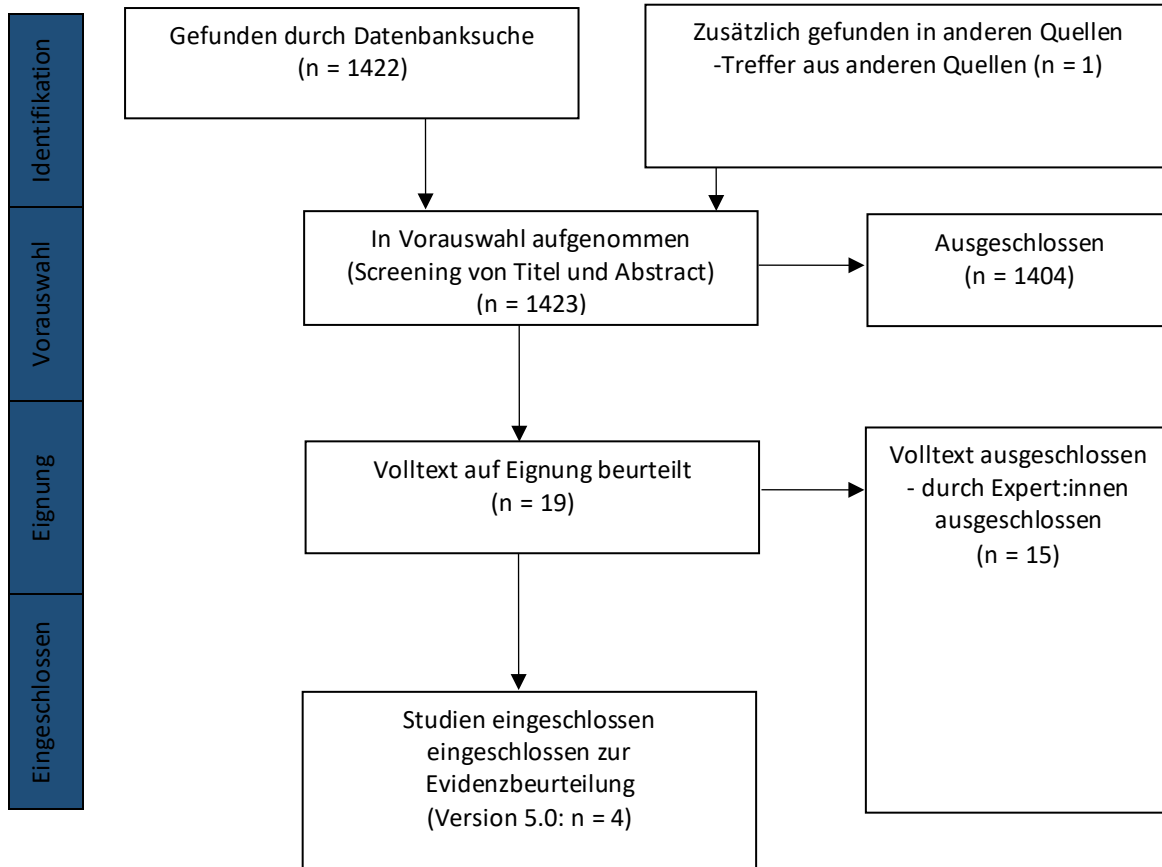 Identifikation
Gefunden durch Datenbanksuche
(n = 1422)
Zusätzlich gefunden in anderen Quellen
-Treffer aus anderen Quellen (n = 1)
Vorauswahl
In Vorauswahl aufgenommen
(Screening von Titel und Abstract)
(n = 1423)
Ausgeschlossen
(n = 1404)
Eignung
Volltext auf Eignung beurteilt
(n = 19)
Volltext ausgeschlossen
- durch Expert:innen
ausgeschlossen
(n = 15)
Eingeschlossen
Studien eingeschlossen
eingeschlossen zur
Evidenzbeurteilung
(Version 5.0: n = 4)